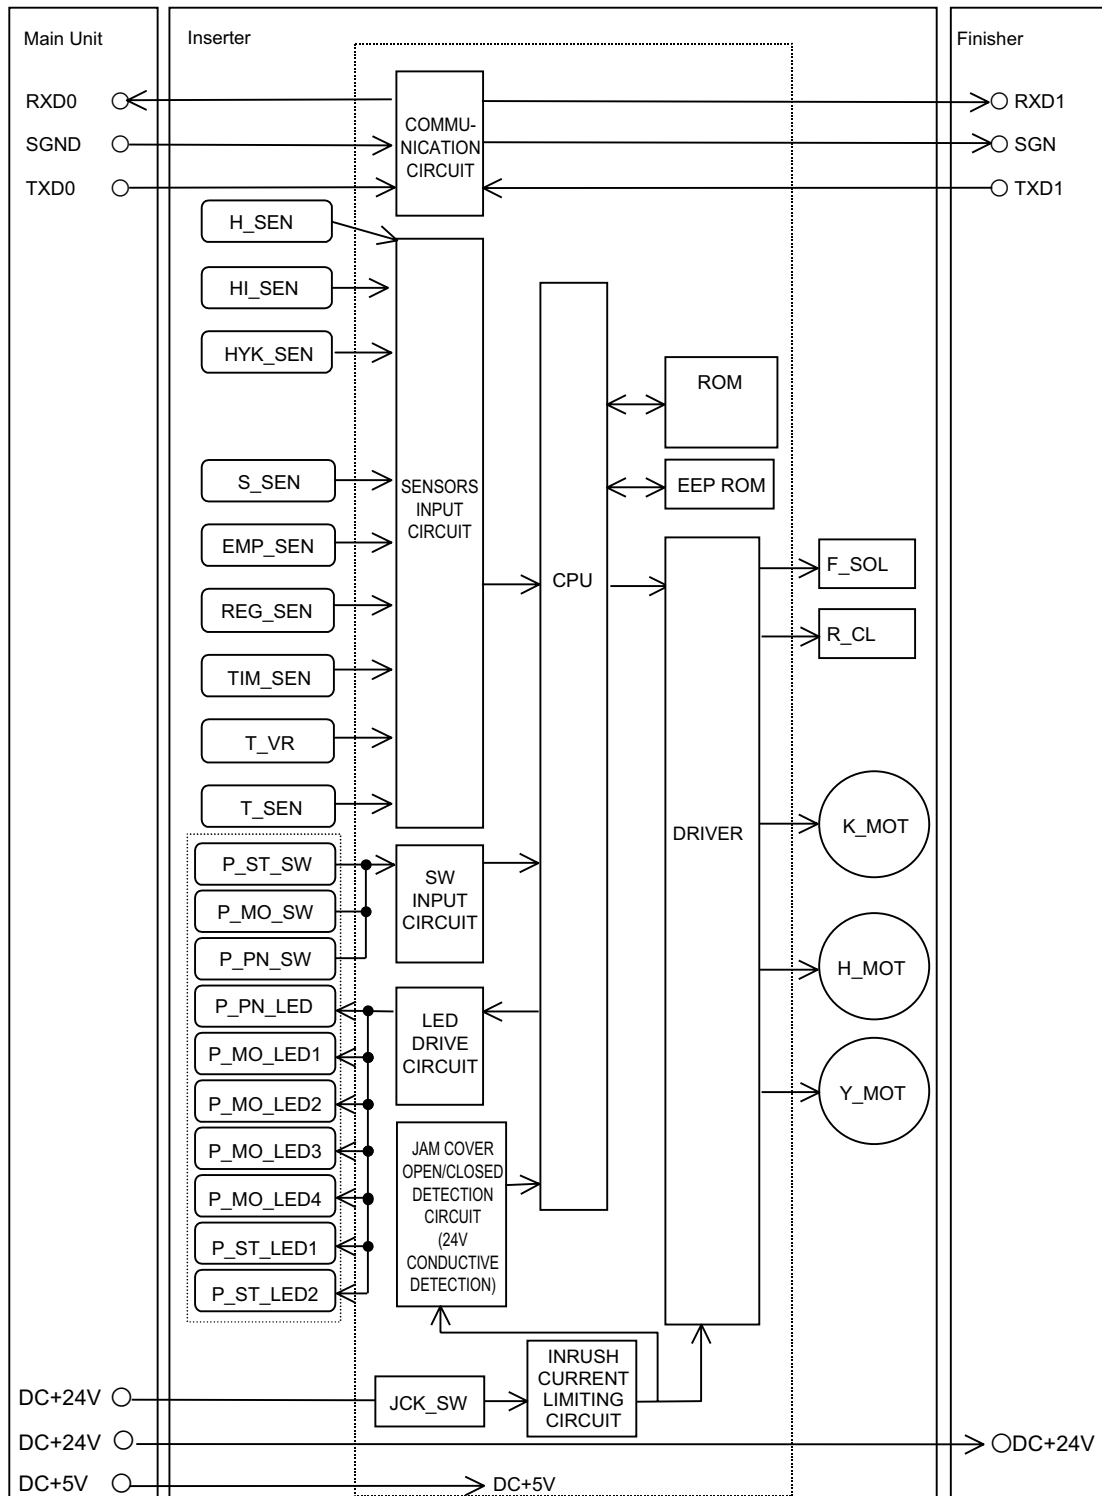 Main Unit
Inserter
Finisher
RXD0
SGND
TXD0
COMMU-
NICATION
CIRCUIT
RXD1
SGN
TXD1
H_SEN
HI_SEN
HYK_SEN
S_SEN
EMP_SEN
REG_SEN
TIM_SEN
T_VR
T_SEN
SENSORS
INPUT
CIRCUIT
CPU
ROM
EEP ROM
DRIVER
F_SOL
R_CL
K_MOT
H_MOT
Y_MOT
P_ST_SW
P_MO_SW
P_PN_SW
SW
INPUT
CIRCUIT
P_PN_LED
P_MO_LED1
P_MO_LED2
P_MO_LED3
P_MO_LED4
P_ST_LED1
P_ST_LED2
LED
DRIVE
CIRCUIT
JAM COVER
OPEN/CLOSED
DETECTION
CIRCUIT
(24V
CONDUCTIVE
DETECTION)
DC+24V
JCK_SW
INRUSH
CURRENT
LIMITING
CIRCUIT
DC+24V
DC+24V
DC+5V
DC+5V